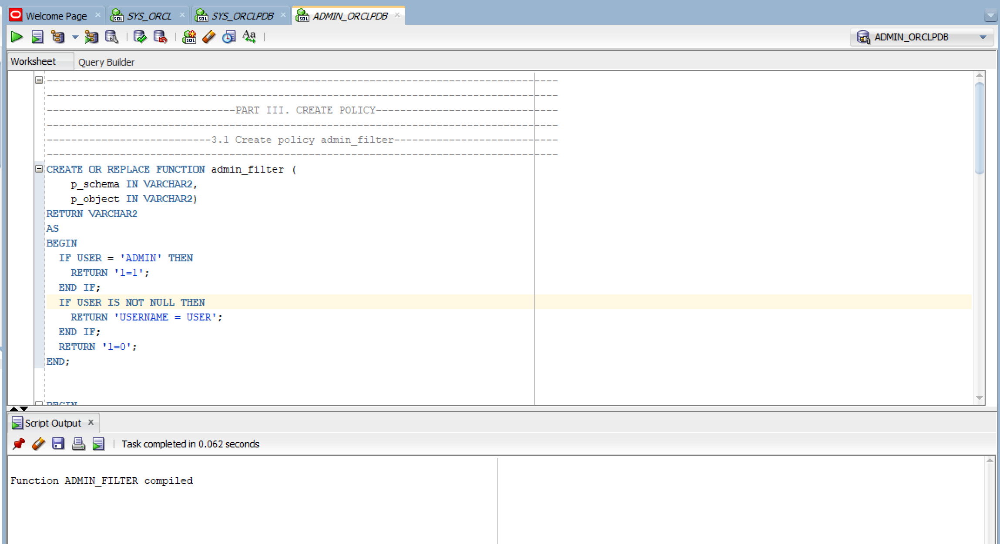 Welcome Page
SYS_ORCL
SYS_ORCLPDB
ADMIN_ORCLPDB
ADMIN_ORCLPDB
Worksheet
Query Builder
------------------------------------------------------------------------------------
------------------------------------------------------------------------------------
-------------------------------PART III. CREATE POLICY------------------------------
------------------------------------------------------------------------------------
---------------------------3.1 Create policy admin_filter---------------------------
------------------------------------------------------------------------------------
CREATE OR REPLACE FUNCTION admin_filter (
    p_schema IN VARCHAR2,
    p_object IN VARCHAR2)
RETURN VARCHAR2
AS
BEGIN
  IF USER = 'ADMIN' THEN
    RETURN '1=1';
  END IF;
  IF USER IS NOT NULL THEN
    RETURN 'USERNAME = USER';
  END IF;
  RETURN '1=0';
END;
BEGIN
Script Output
Task completed in 0.062 seconds
Function ADMIN_FILTER compiled